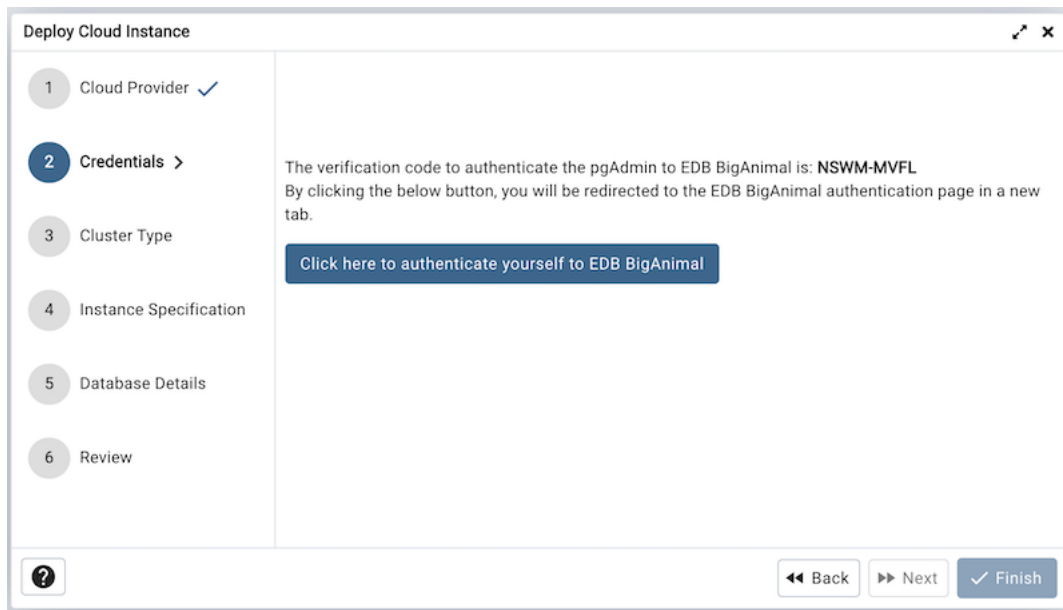 Deploy Cloud Instance
1 Cloud Provider
2 Credentials
3 Cluster Type
4 Instance Specification
5 Database Details
6 Review
The verification code to authenticate the pgAdmin to EDB BigAnimal is: NSWM-MVFL
By clicking the below button, you will be redirected to the EDB BigAnimal authentication page in a new
tab.
Click here to authenticate yourself to EDB BigAnimal
?
Back Next Finish